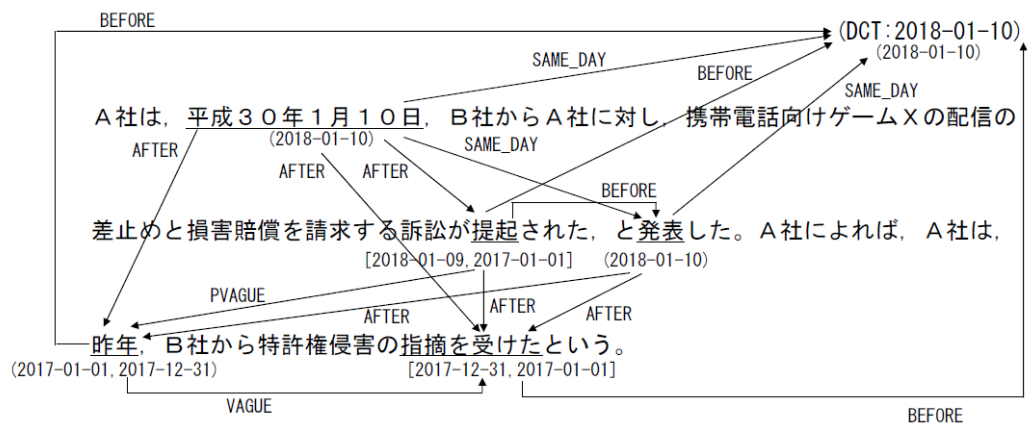 BEFORE
(DCT:2018-01-10)
(2018-01-10)
SAME_DAY
BEFORE
SAME_DAY
A社は，平成３０年１月１０日，B社からA社に対し，携帯電話向けゲームXの配信の
(2018-01-10)
AFTER
SAME_DAY
AFTER
AFTER
BEFORE
差止めと損害賠償を請求する訴訟が提起された，と発表した。A社によれば，A社は，
[2018-01-09,2017-01-01]
(2018-01-10)
PVAGUE
AFTER
AFTER
AFTER
昨年，B社から特許権侵害の指摘を受けたという。
(2017-01-01,2017-12-31)
[2017-12-31,2017-01-01]
VAGUE
BEFORE